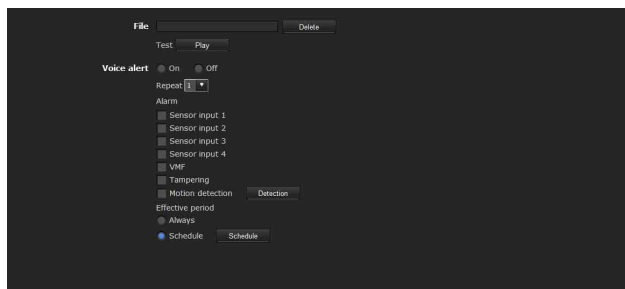 File Delete
Test Play
Voice alert On Off
Repeat 1
Alarm
Sensor input 1
Sensor input 2
Sensor input 3
Sensor input 4
VMF
Tampering
Motion detection Detection
Effective period
Always
Schedule Schedule